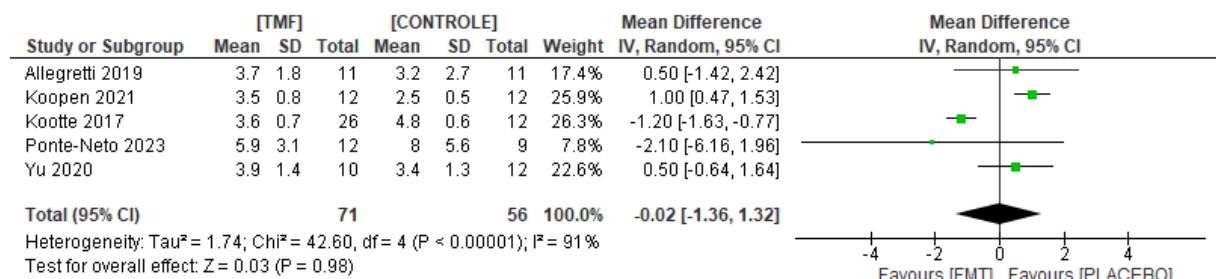 [TMF] [CONTROLE] Mean Difference Mean Difference
Study or Subgroup Mean SD Total Mean SD Total Weight IV, Random, 95% CI IV, Random, 95% CI
Allegretti 2019 3.7 1.8 11 3.2 2.7 11 17.4% 0.50 [-1.42, 2.42]
Koopen 2021 3.5 0.8 12 2.5 0.5 12 25.9% 1.00 [0.47, 1.53]
Kootte 2017 3.6 0.7 26 4.8 0.6 12 26.3% -1.20 [-1.63, -0.77]
Ponte-Neto 2023 5.9 3.1 12 8 5.6 9 7.8% -2.10 [-6.16, 1.96]
Yu 2020 3.9 1.4 10 3.4 1.3 12 22.6% 0.50 [-0.64, 1.64]
Total (95% CI) 71 56 100.0% -0.02 [-1.36, 1.32]
Heterogeneity: Tau² = 1.74; Chi² = 42.60, df = 4 (P < 0.00001); I² = 91%
Test for overall effect: Z = 0.03 (P = 0.98)
-4 -2 0 2 4
Favours [FMT] Favours [PLACEBO]